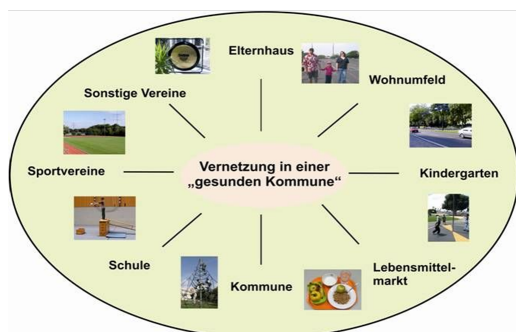 Elternhaus
Wohnumfeld
Sonstige Vereine
Sportvereine
Vernetzung in einer
„gesunden Kommune“
Kindergarten
Schule
Kommune
Lebensmittel-
markt